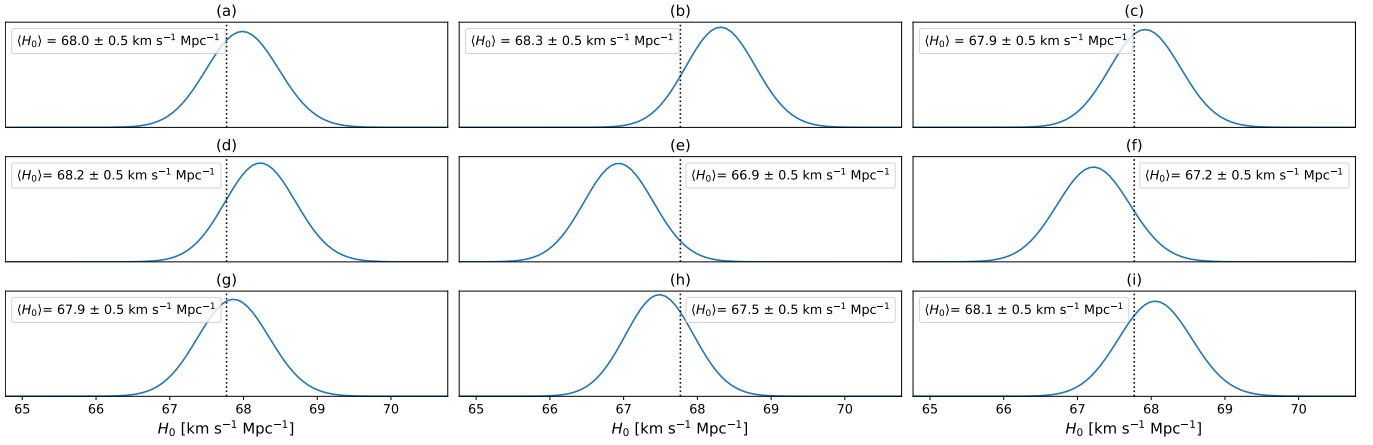 (a) (b) (c)
⟨H₀⟩ = 68.0 ± 0.5 km s⁻¹ Mpc⁻¹ ⟨H₀⟩ = 68.3 ± 0.5 km s⁻¹ Mpc⁻¹ ⟨H₀⟩ = 67.9 ± 0.5 km s⁻¹ Mpc⁻¹
(d) (e) (f)
⟨H₀⟩= 68.2 ± 0.5 km s⁻¹ Mpc⁻¹ ⟨H₀⟩= 66.9 ± 0.5 km s⁻¹ Mpc⁻¹ ⟨H₀⟩= 67.2 ± 0.5 km s⁻¹ Mpc⁻¹
(g) (h) (i)
⟨H₀⟩= 67.9 ± 0.5 km s⁻¹ Mpc⁻¹ ⟨H₀⟩= 67.5 ± 0.5 km s⁻¹ Mpc⁻¹ ⟨H₀⟩= 68.1 ± 0.5 km s⁻¹ Mpc⁻¹
65 66 67 68 69 70 65 66 67 68 69 70 65 66 67 68 69 70
H₀ [km s⁻¹ Mpc⁻¹] H₀ [km s⁻¹ Mpc⁻¹] H₀ [km s⁻¹ Mpc⁻¹]